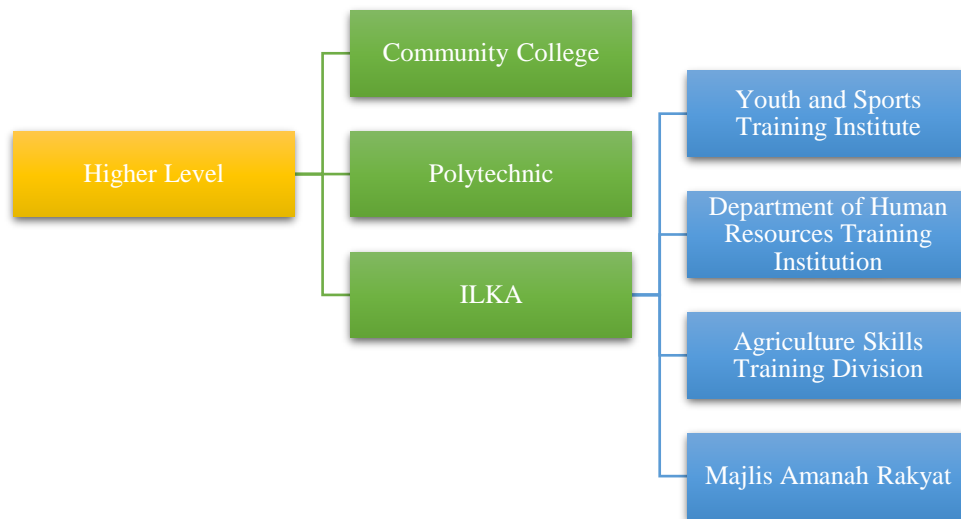 Higher Level
Community College
Polytechnic
ILKA
Youth and Sports
Training Institute
Department of Human
Resources Training
Institution
Agriculture Skills
Training Division
Majlis Amanah Rakyat